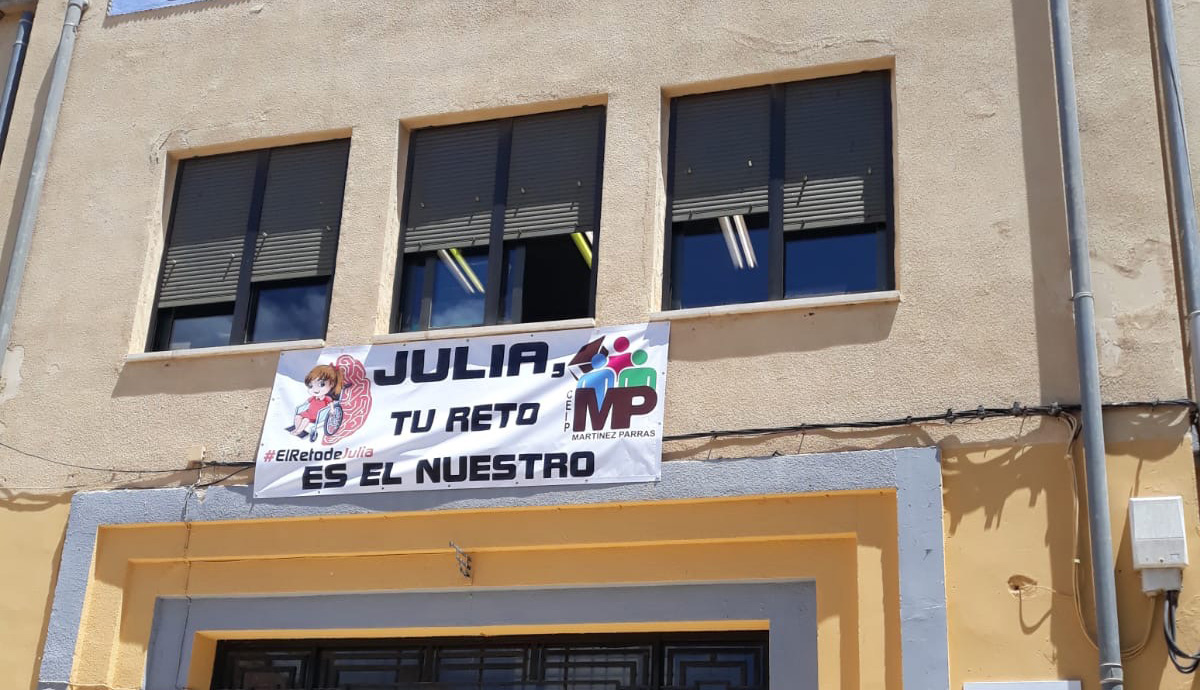 JULIA,
TU RETO
ES EL NUESTRO
#ElRetodeJulia
CEIP
MP
MARTINEZ PARRAS